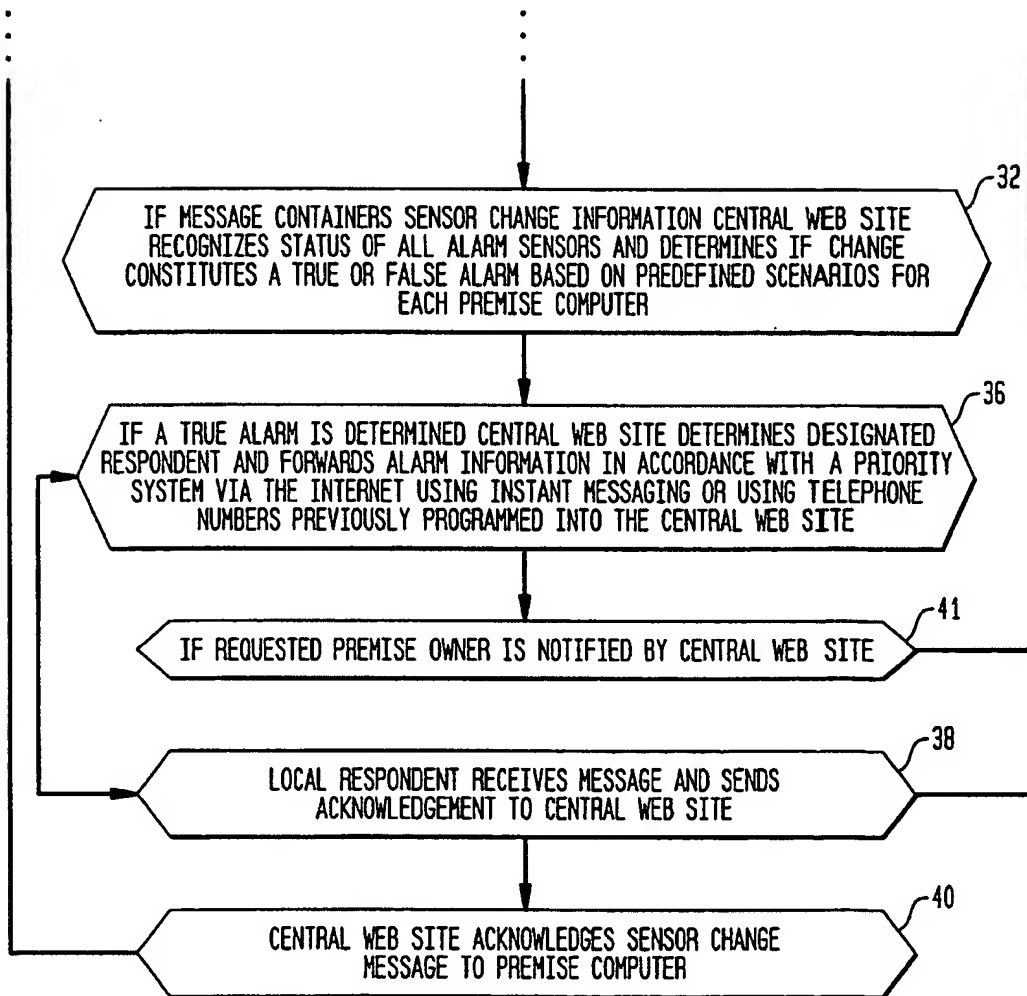 32
IF MESSAGE CONTAINERS SENSOR CHANGE INFORMATION CENTRAL WEB SITE
RECOGNIZES STATUS OF ALL ALARM SENSORS AND DETERMINES IF CHANGE
CONSTITUTES A TRUE OR FALSE ALARM BASED ON PREDEFINED SCENARIOS FOR
EACH PREMISE COMPUTER
36
IF A TRUE ALARM IS DETERMINED CENTRAL WEB SITE DETERMINES DESIGNATED
RESPONDENT AND FORWARDS ALARM INFORMATION IN ACCORDANCE WITH A PRIORITY
SYSTEM VIA THE INTERNET USING INSTANT MESSAGING OR USING TELEPHONE
NUMBERS PREVIOUSLY PROGRAMMED INTO THE CENTRAL WEB SITE
41
IF REQUESTED PREMISE OWNER IS NOTIFIED BY CENTRAL WEB SITE
38
LOCAL RESPONDENT RECEIVES MESSAGE AND SENDS
ACKNOWLEDGEMENT TO CENTRAL WEB SITE
40
CENTRAL WEB SITE ACKNOWLEDGES SENSOR CHANGE
MESSAGE TO PREMISE COMPUTER